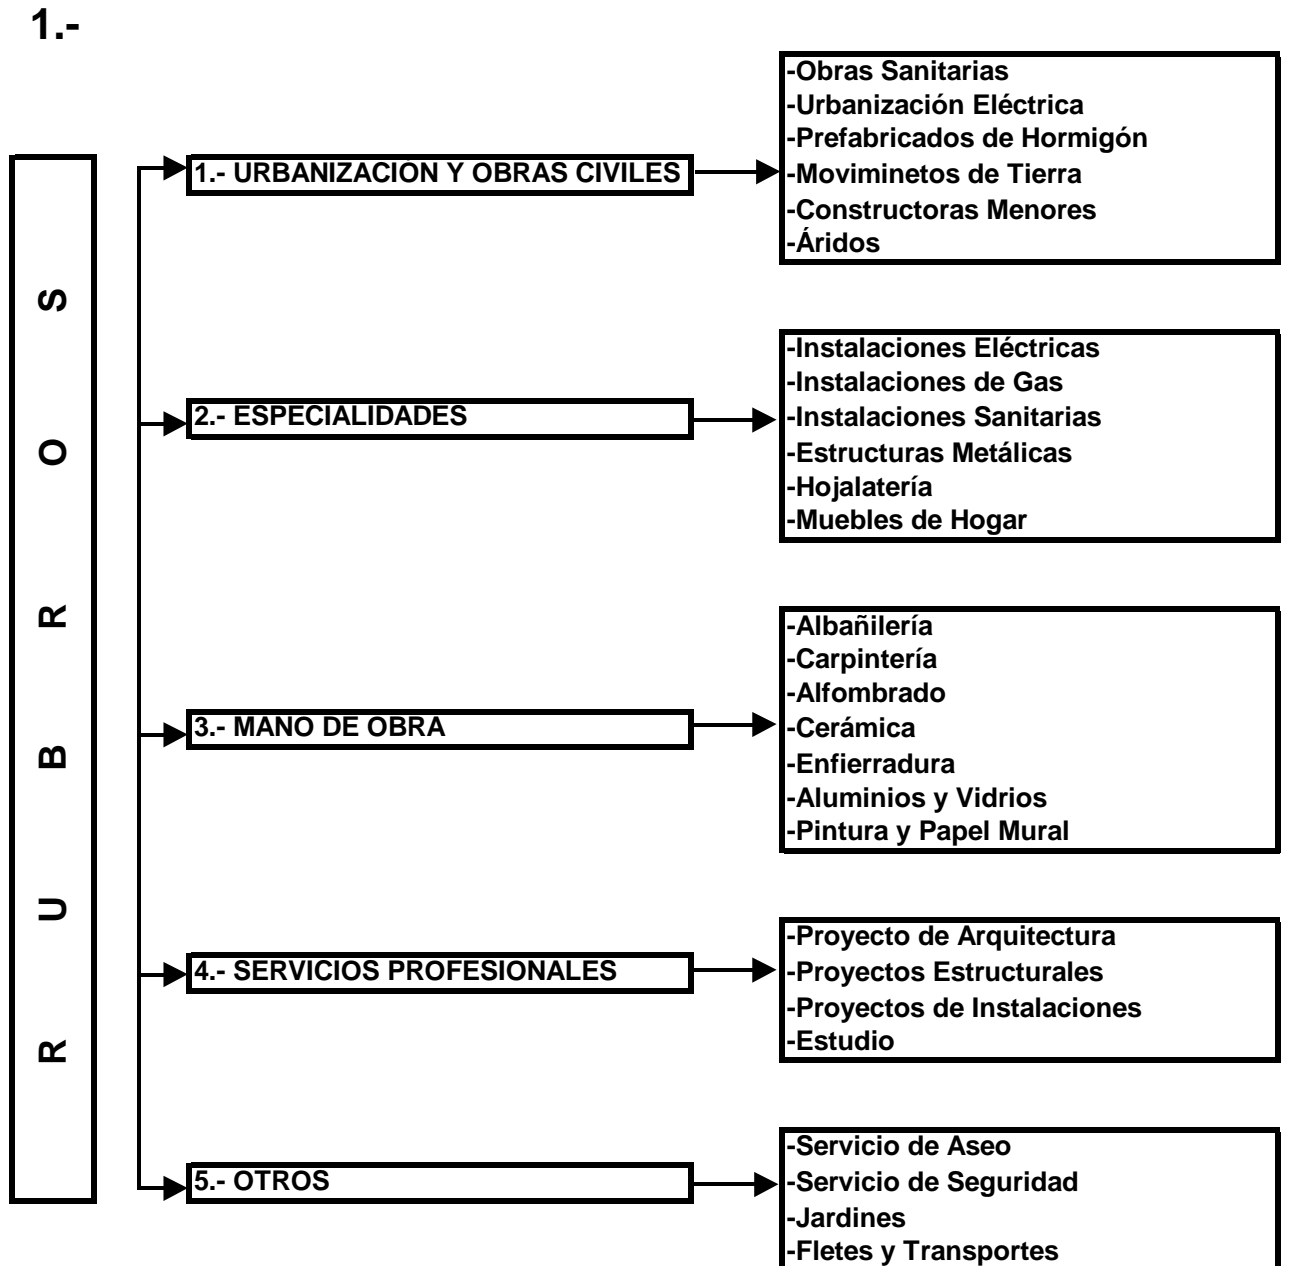 1.-
R U B R O S
1.- URBANIZACIÓN Y OBRAS CIVILES
-Obras Sanitarias
-Urbanización Eléctrica
-Prefabricados de Hormigón
-Moviminetos de Tierra
-Constructoras Menores
-Áridos
2.- ESPECIALIDADES
-Instalaciones Eléctricas
-Instalaciones de Gas
-Instalaciones Sanitarias
-Estructuras Metálicas
-Hojalatería
-Muebles de Hogar
3.- MANO DE OBRA
-Albañilería
-Carpintería
-Alfombrado
-Cerámica
-Enfierradura
-Aluminios y Vidrios
-Pintura y Papel Mural
4.- SERVICIOS PROFESIONALES
-Proyecto de Arquitectura
-Proyectos Estructurales
-Proyectos de Instalaciones
-Estudio
5.- OTROS
-Servicio de Aseo
-Servicio de Seguridad
-Jardines
-Fletes y Transportes